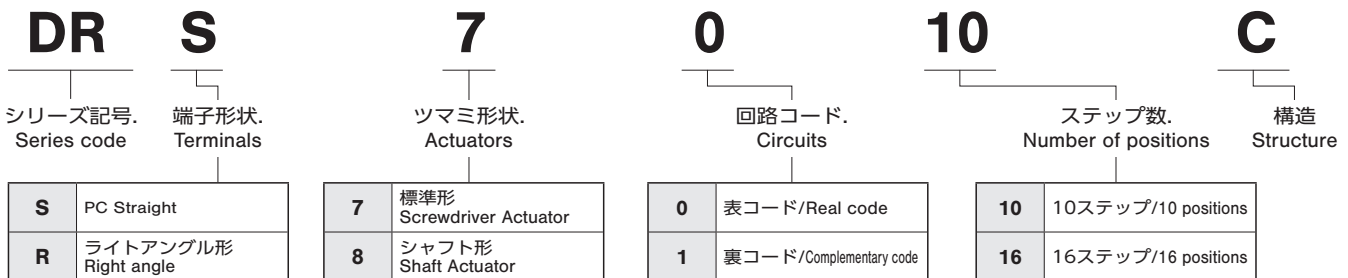 DR S 7 0 10 C
シリーズ記号. 端子形状. ツマミ形状. 回路コード. ステップ数. 構造
Series code Terminals Actuators Circuits Number of positions Structure
S PC Straight
R ライトアングル形
Right angle
7 標準形
Screwdriver Actuator
8 シャフト形
Shaft Actuator
0 表コード/Real code
1 裏コード/Complementary code
10 10ステップ/10 positions
16 16ステップ/16 positions